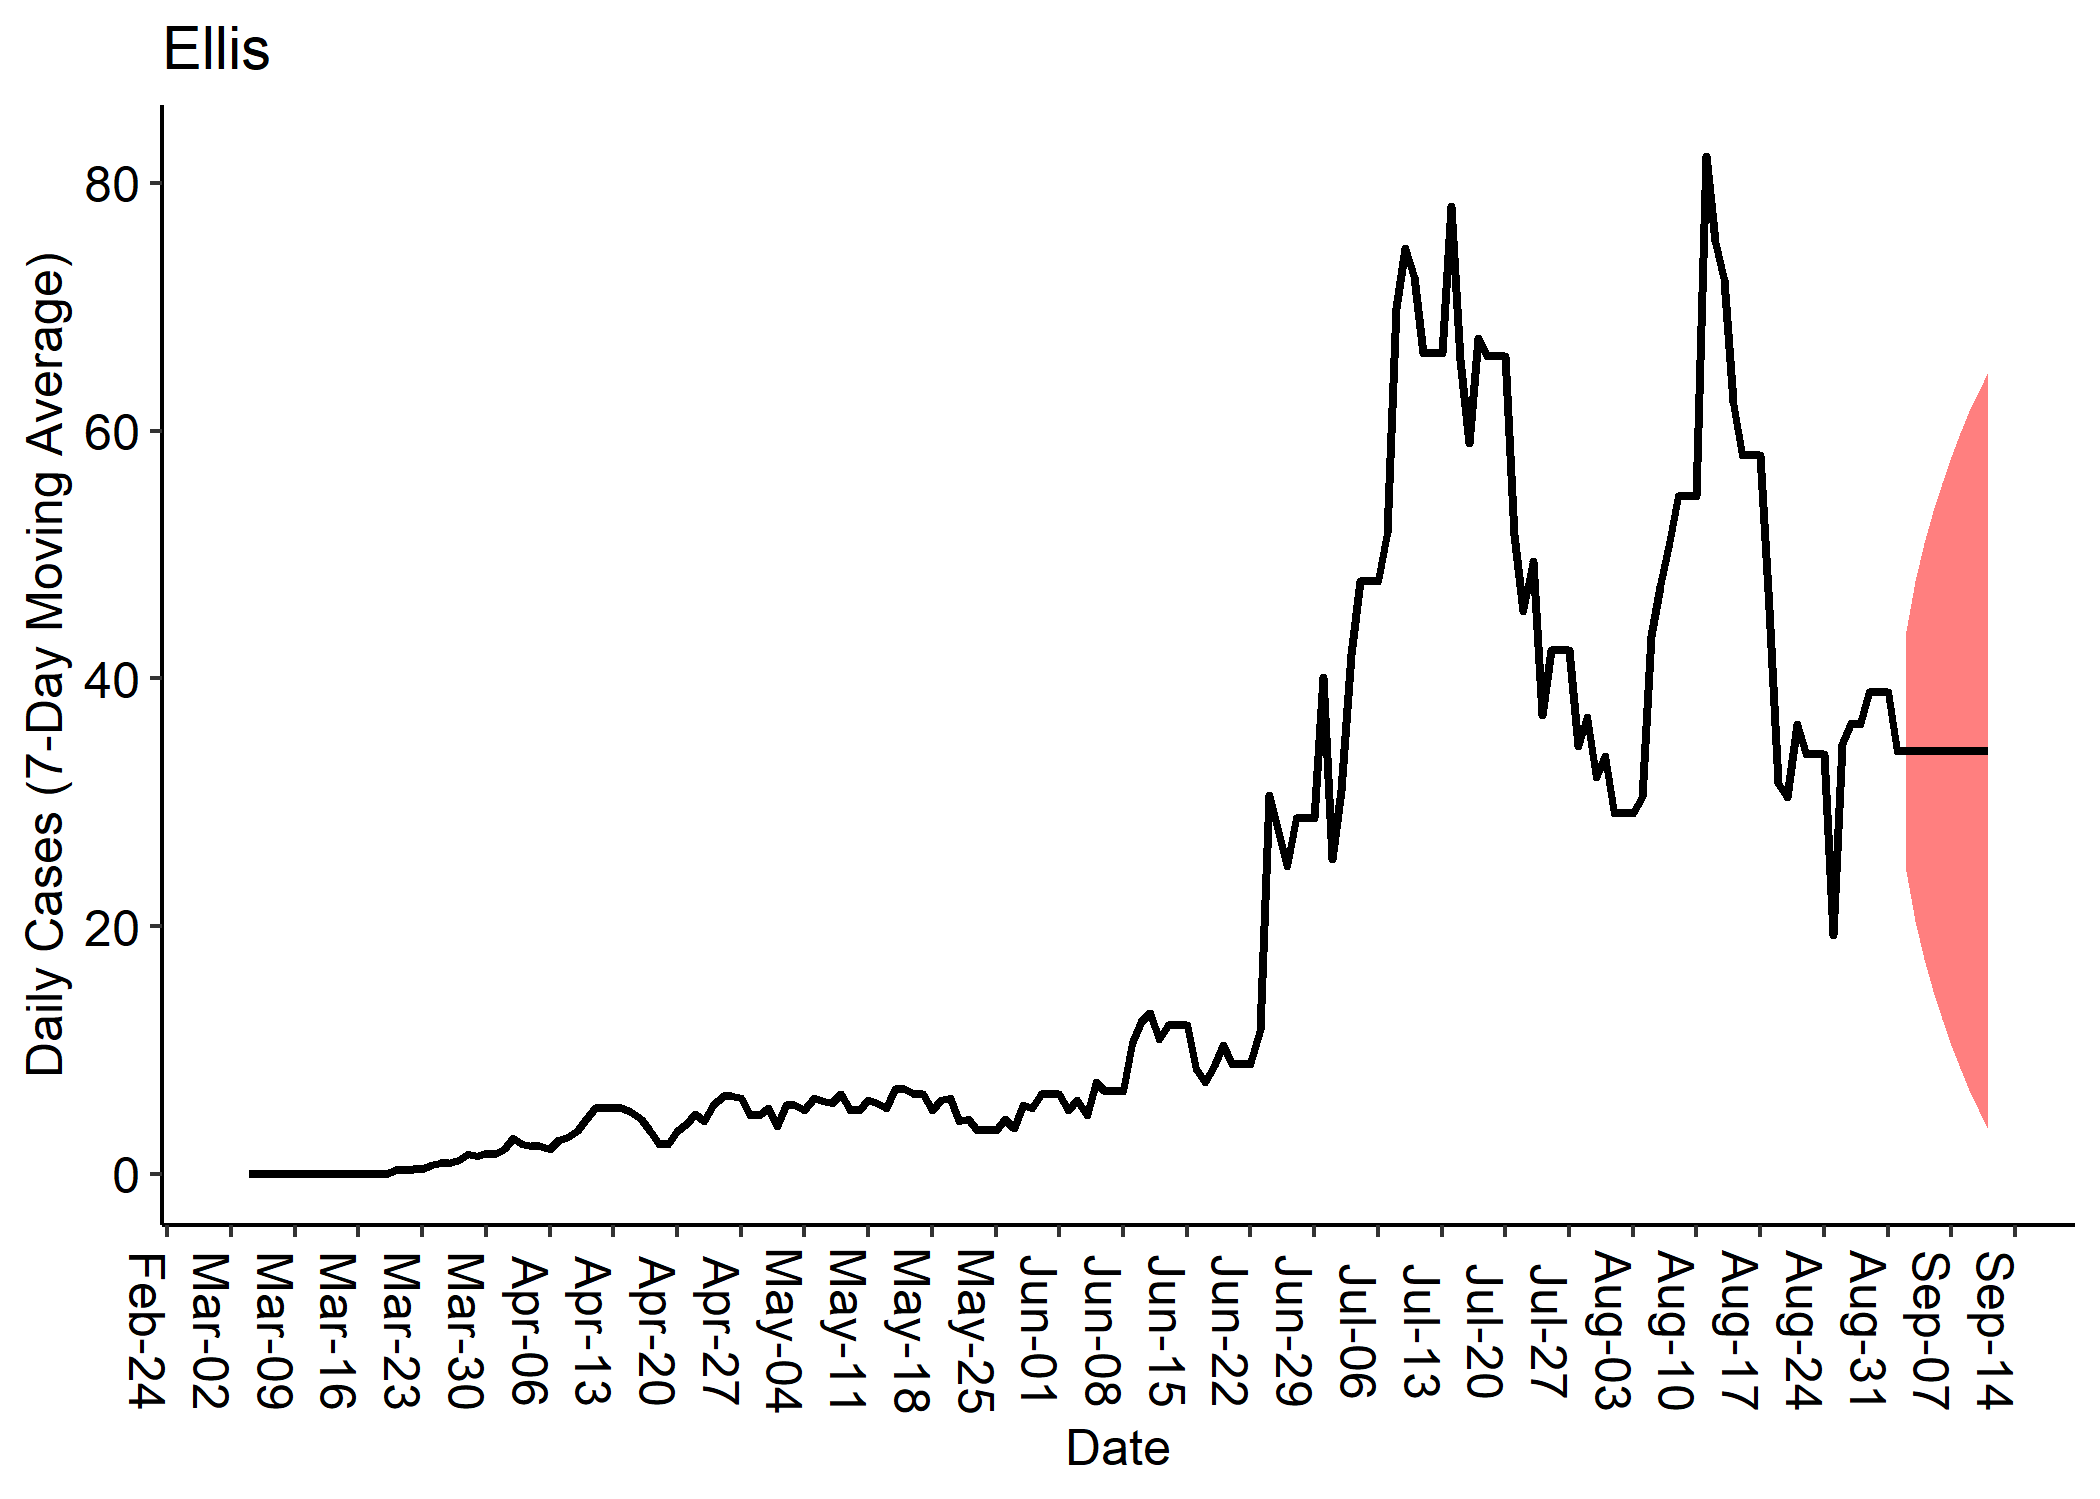 Ellis
Daily Cases (7-Day Moving Average)
80
60
40
20
0
Feb-24
Mar-02
Mar-09
Mar-16
Mar-23
Mar-30
Apr-06
Apr-13
Apr-20
Apr-27
May-04
May-11
May-18
May-25
Jun-01
Jun-08
Jun-15
Jun-22
Jun-29
Jul-06
Jul-13
Jul-20
Jul-27
Aug-03
Aug-10
Aug-17
Aug-24
Aug-31
Sep-07
Sep-14
Date